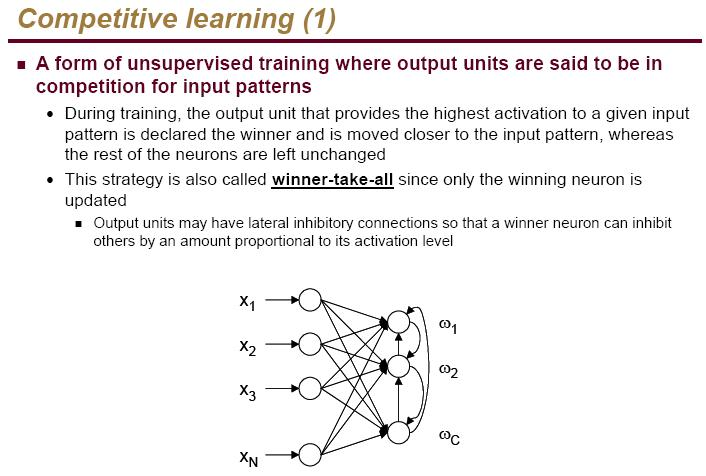 Competitive learning (1)
■ A form of unsupervised training where output units are said to be in
competition for input patterns
• During training, the output unit that provides the highest activation to a given input
pattern is declared the winner and is moved closer to the input pattern, whereas
the rest of the neurons are left unchanged
• This strategy is also called winner-take-all since only the winning neuron is
updated
■ Output units may have lateral inhibitory connections so that a winner neuron can inhibit
others by an amount proportional to its activation level
x1
ω1
x2
ω2
x3
ωC
xN